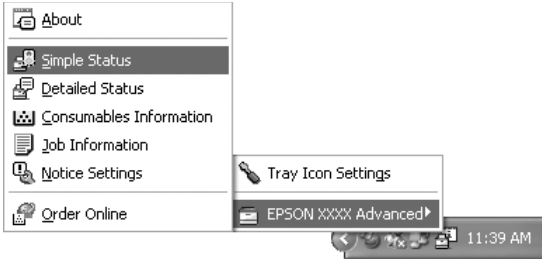 About
Simple Status
Detailed Status
Consumables Information
Job Information
Notice Settings
Order Online
Tray Icon Settings
EPSON XXXX Advanced
11:39 AM